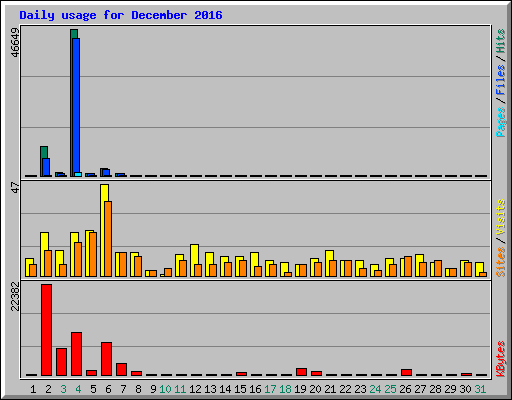 Daily usage for December 2016
46649
Pages / Files / Hits
47
Sites / Visits
22382
KBytes
1 2 3 4 5 6 7 8 9 10 11 12 13 14 15 16 17 18 19 20 21 22 23 24 25 26 27 28 29 30 31